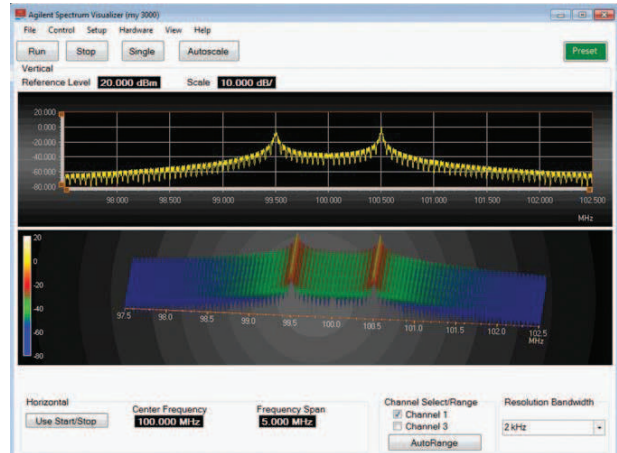 Agilent Spectrum Visualizer (my 3000)
File Control Setup Hardware View Help
Run Stop Single Autoscale Preset
Vertical
Reference Level 20.000 dBm Scale 10.000 dB/
20.000
0.000
-20.000
-40.000
-60.000
-80.000
98.000 98.500 99.000 99.500 100.000 100.500 101.000 101.500 102.000 102.500
MHz
20
0
-20
-40
-60
-80
97.5 98.0 98.5 99.0 99.5 100.0 100.5 101.0 101.5 102.0 102.5
MHz
Horizontal
Use Start/Stop
Center Frequency
100.000 MHz
Frequency Span
5.000 MHz
Channel Select/Range
Channel 1
Channel 3
AutoRange
Resolution Bandwidth
2 kHz